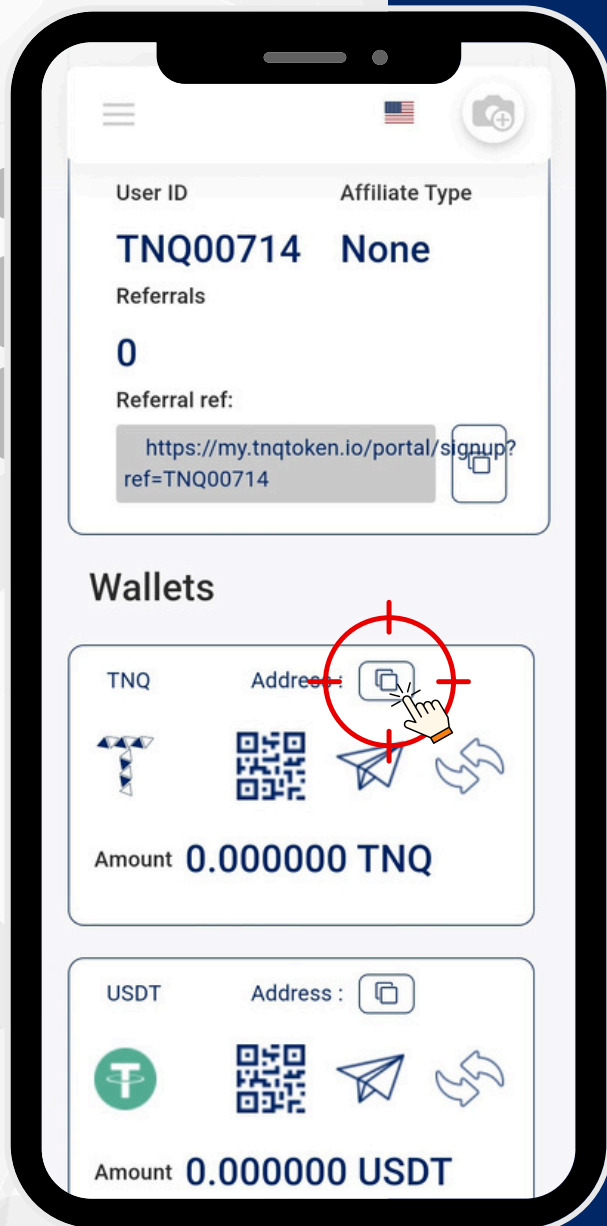 User ID Affiliate Type
TNQ00714 None
Referrals
0
Referral ref:
https://my.tnqtoken.io/portal/signup?
ref=TNQ00714
Wallets
TNQ Address :
Amount 0.000000 TNQ
USDT Address :
Amount 0.000000 USDT